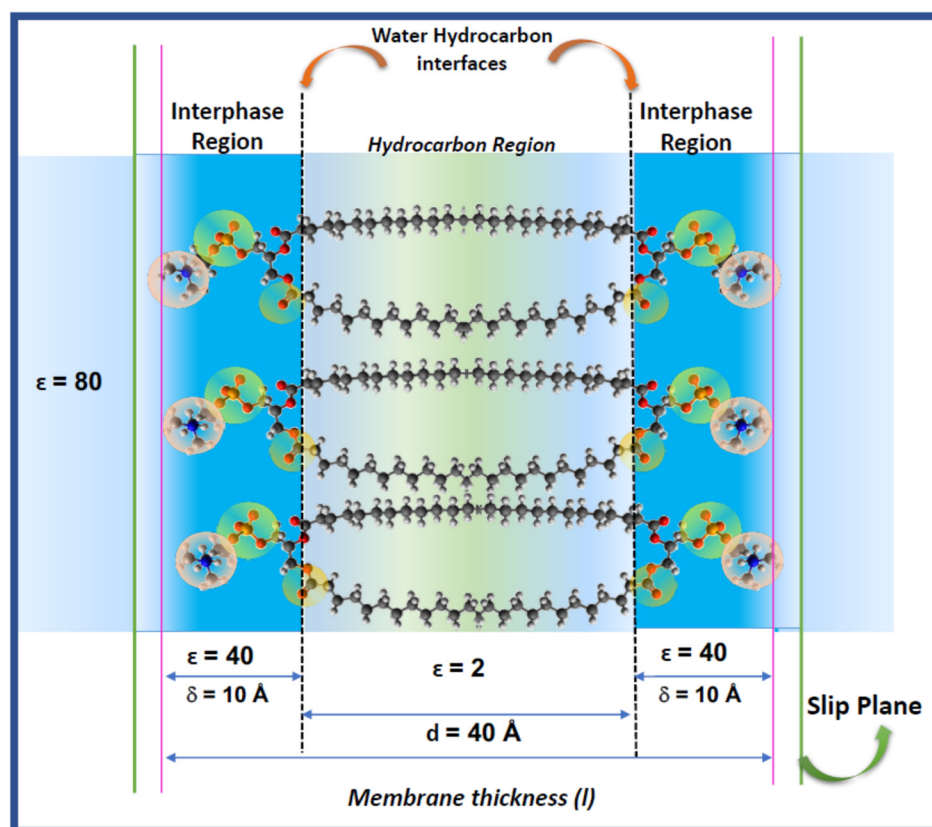 Water Hydrocarbon
interfaces
Interphase
Region
Hydrocarbon Region
Interphase
Region
ε = 80
ε = 40
δ = 10 Å
ε = 2
ε = 40
δ = 10 Å
d = 40 Å
Slip Plane
Membrane thickness (l)